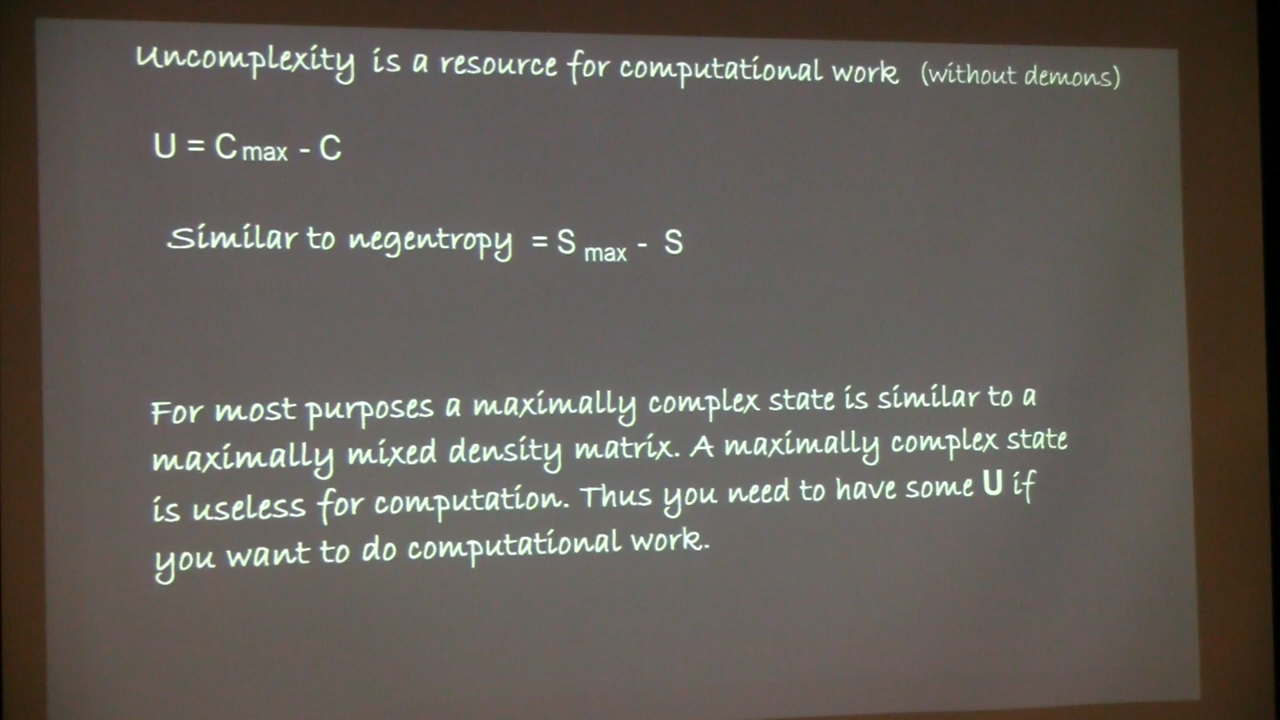 Uncomplexity is a resource for computational work (without demons)
U = Cmax - C
Similar to negentropy = S max - S
For most purposes a maximally complex state is similar to a
maximally mixed density matrix. A maximally complex state
is useless for computation. Thus you need to have some U if
you want to do computational work.